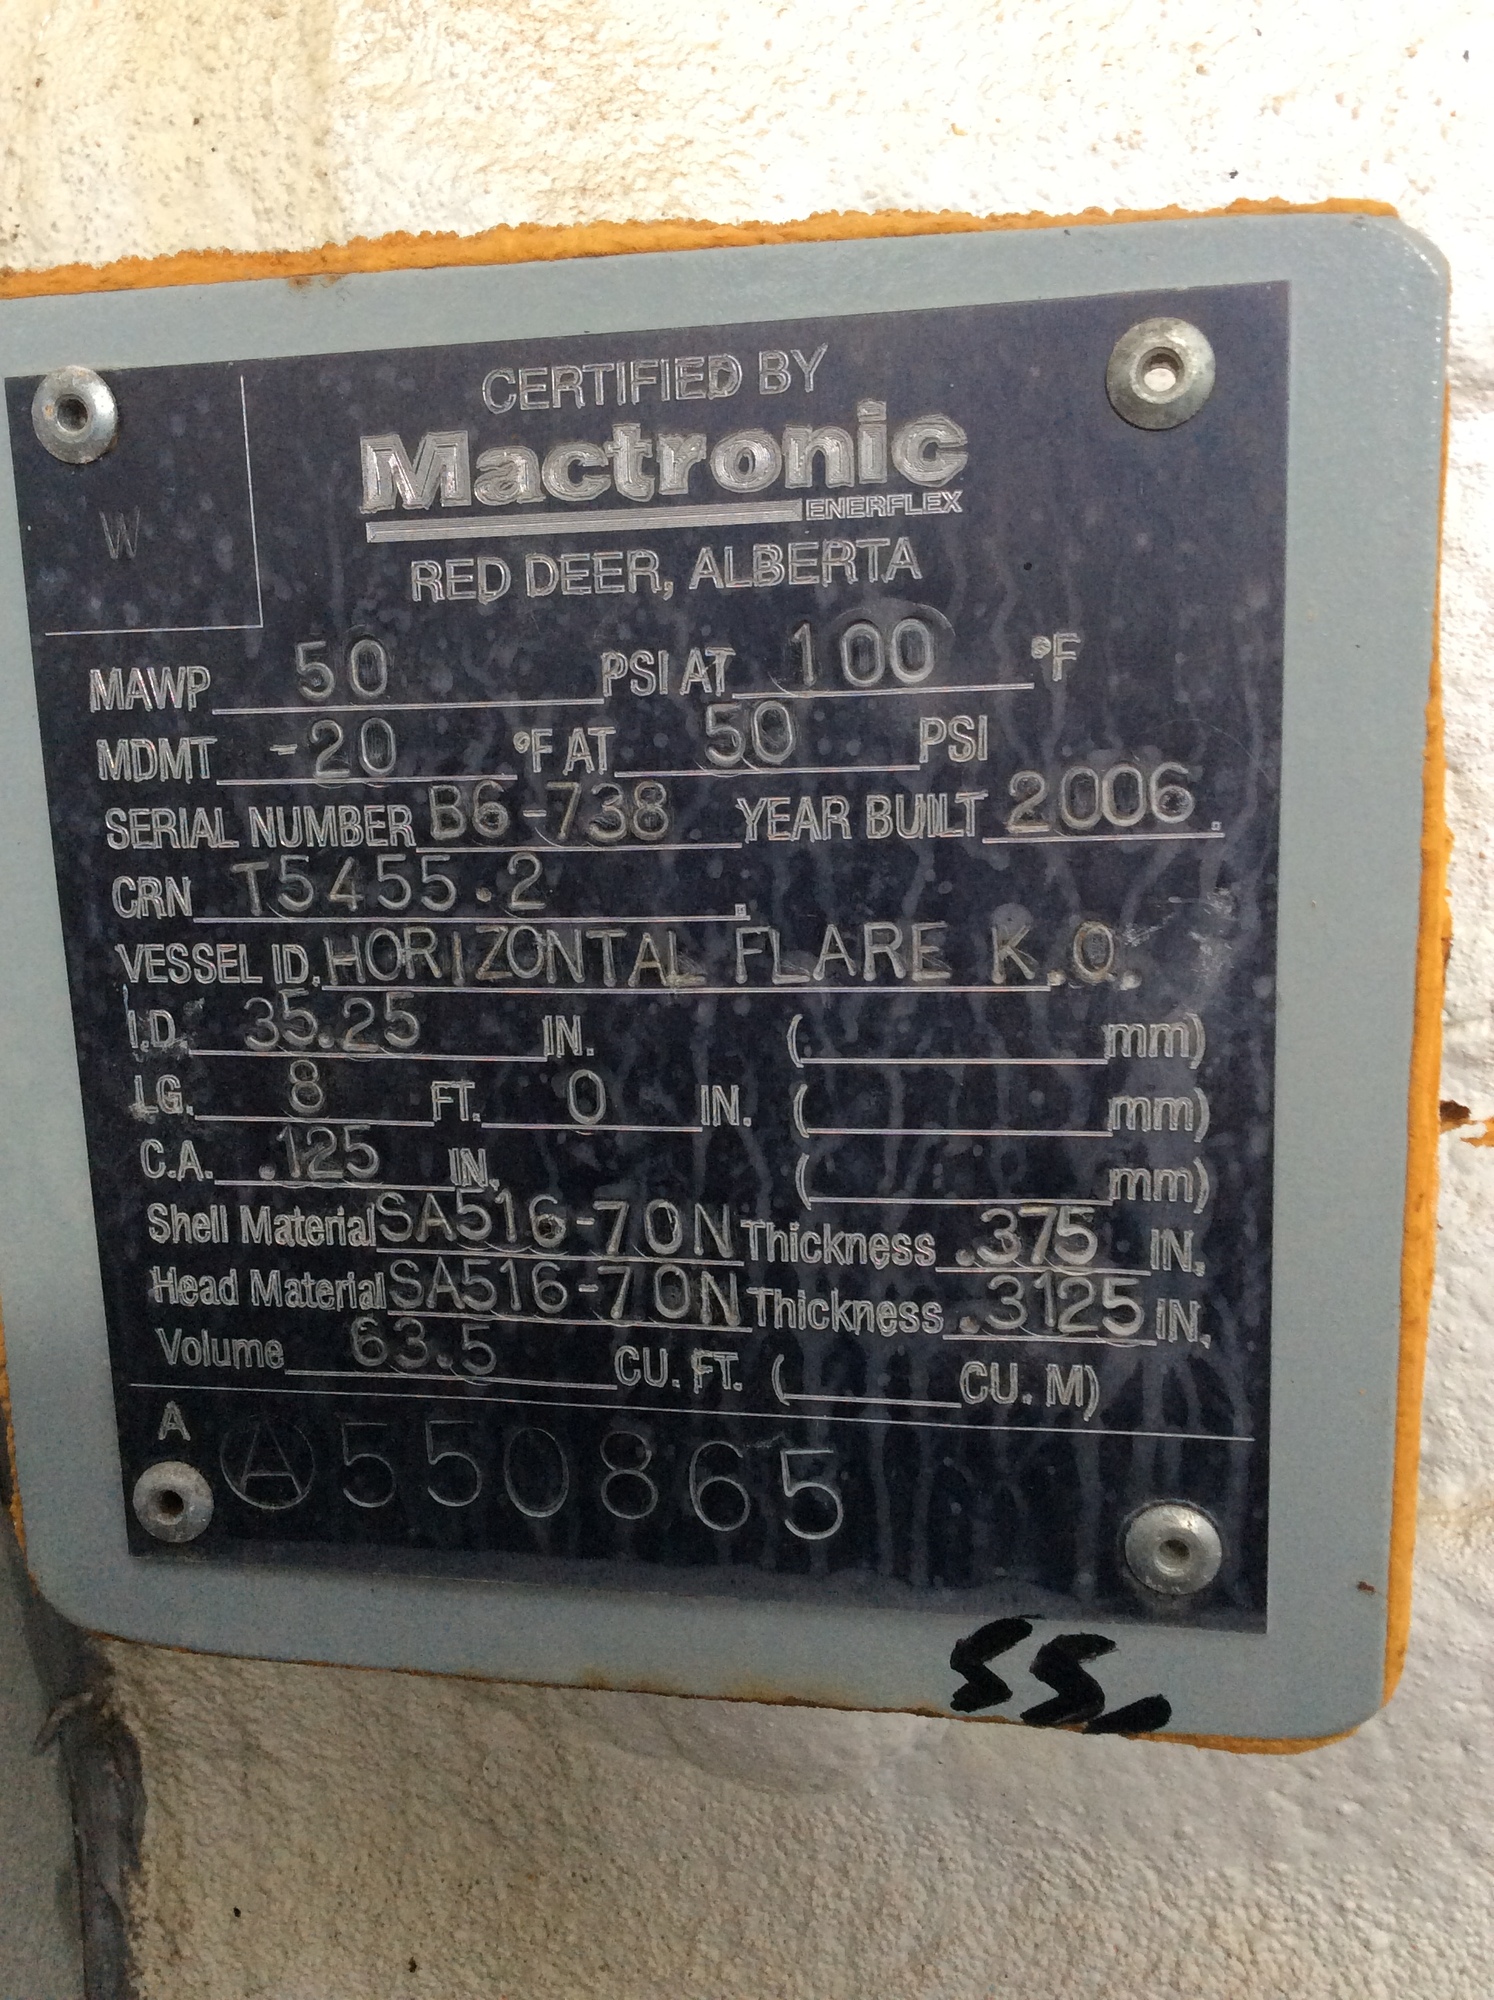 CERTIFIED BY
Mactronic
ENERFLEX
RED DEER, ALBERTA
W
MAWP 50 PSI AT 100 °F
MDMT -20 °F AT 50 PSI
SERIAL NUMBER B6-738 YEAR BUILT 2006.
CRN T5455.2.
VESSEL ID. HORIZONTAL FLARE K.O.
I.D. 35.25 IN. ( mm)
LG. 8 FT. 0 IN. ( mm)
C.A. .125 IN. ( mm)
Shell Material SA516-70N Thickness .375 IN.
Head Material SA516-70N Thickness .3125 IN.
Volume 63.5 CU. FT. ( CU. M)
A
A 550865